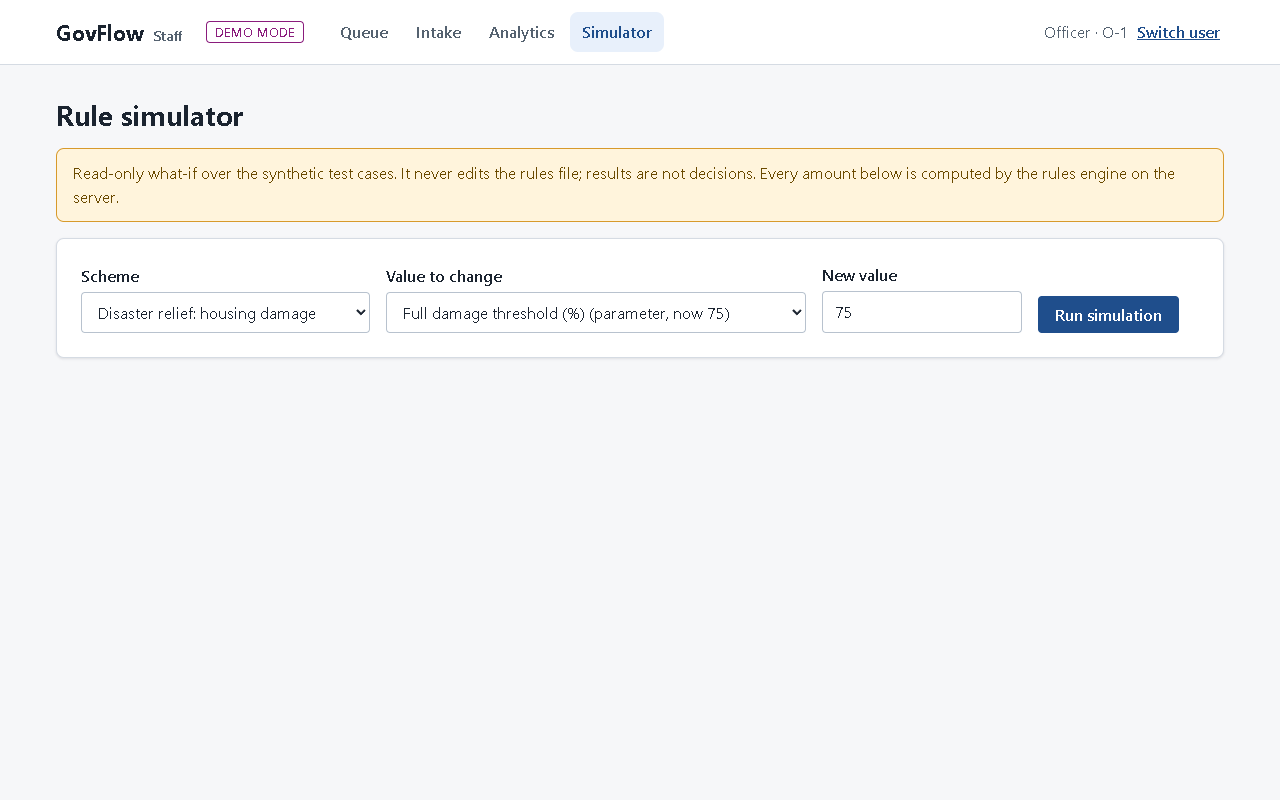 GovFlow Staff DEMO MODE Queue Intake Analytics Simulator Officer · O-1 Switch user
Rule simulator
Read-only what-if over the synthetic test cases. It never edits the rules file; results are not decisions. Every amount below is computed by the rules engine on the
server.
Scheme Value to change New value
Disaster relief: housing damage Full damage threshold (%) (parameter, now 75) 75 Run simulation